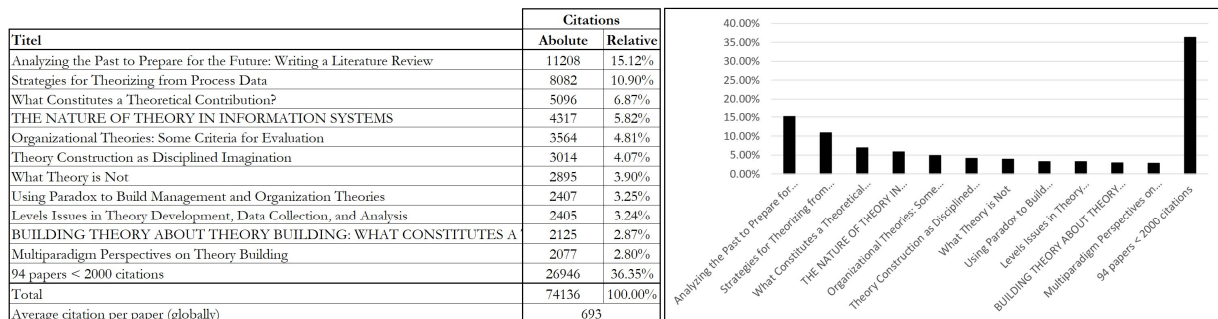 Citations
Titel Abolute Relative
Analyzing the Past to Prepare for the Future: Writing a Literature Review 11208 15.12%
Strategies for Theorizing from Process Data 8082 10.90%
What Constitutes a Theoretical Contribution? 5096 6.87%
THE NATURE OF THEORY IN INFORMATION SYSTEMS 4317 5.82%
Organizational Theories: Some Criteria for Evaluation 3564 4.81%
Theory Construction as Disciplined Imagination 3014 4.07%
What Theory is Not 2895 3.90%
Using Paradox to Build Management and Organization Theories 2407 3.25%
Levels Issues in Theory Development, Data Collection, and Analysis 2405 3.24%
BUILDING THEORY ABOUT THEORY BUILDING: WHAT CONSTITUTES A 2125 2.87%
Multiparadigm Perspectives on Theory Building 2077 2.80%
94 papers < 2000 citations 26946 36.35%
Total 74136 100.00%
Average citation per paper (globally) 693
40.00%
35.00%
30.00%
25.00%
20.00%
15.00%
10.00%
5.00%
0.00%
Analyzing the Past to Prepare for...
Strategies for Theorizing from...
What Constitutes a Theoretical...
THE NATURE OF THEORY IN...
Organizational Theories: Some...
Theory Construction as Disciplined...
What Theory is Not
Using Paradox to Build...
Levels Issues in Theory...
BUILDING THEORY ABOUT THEORY...
Multiparadigm Perspectives on...
94 papers < 2000 citations